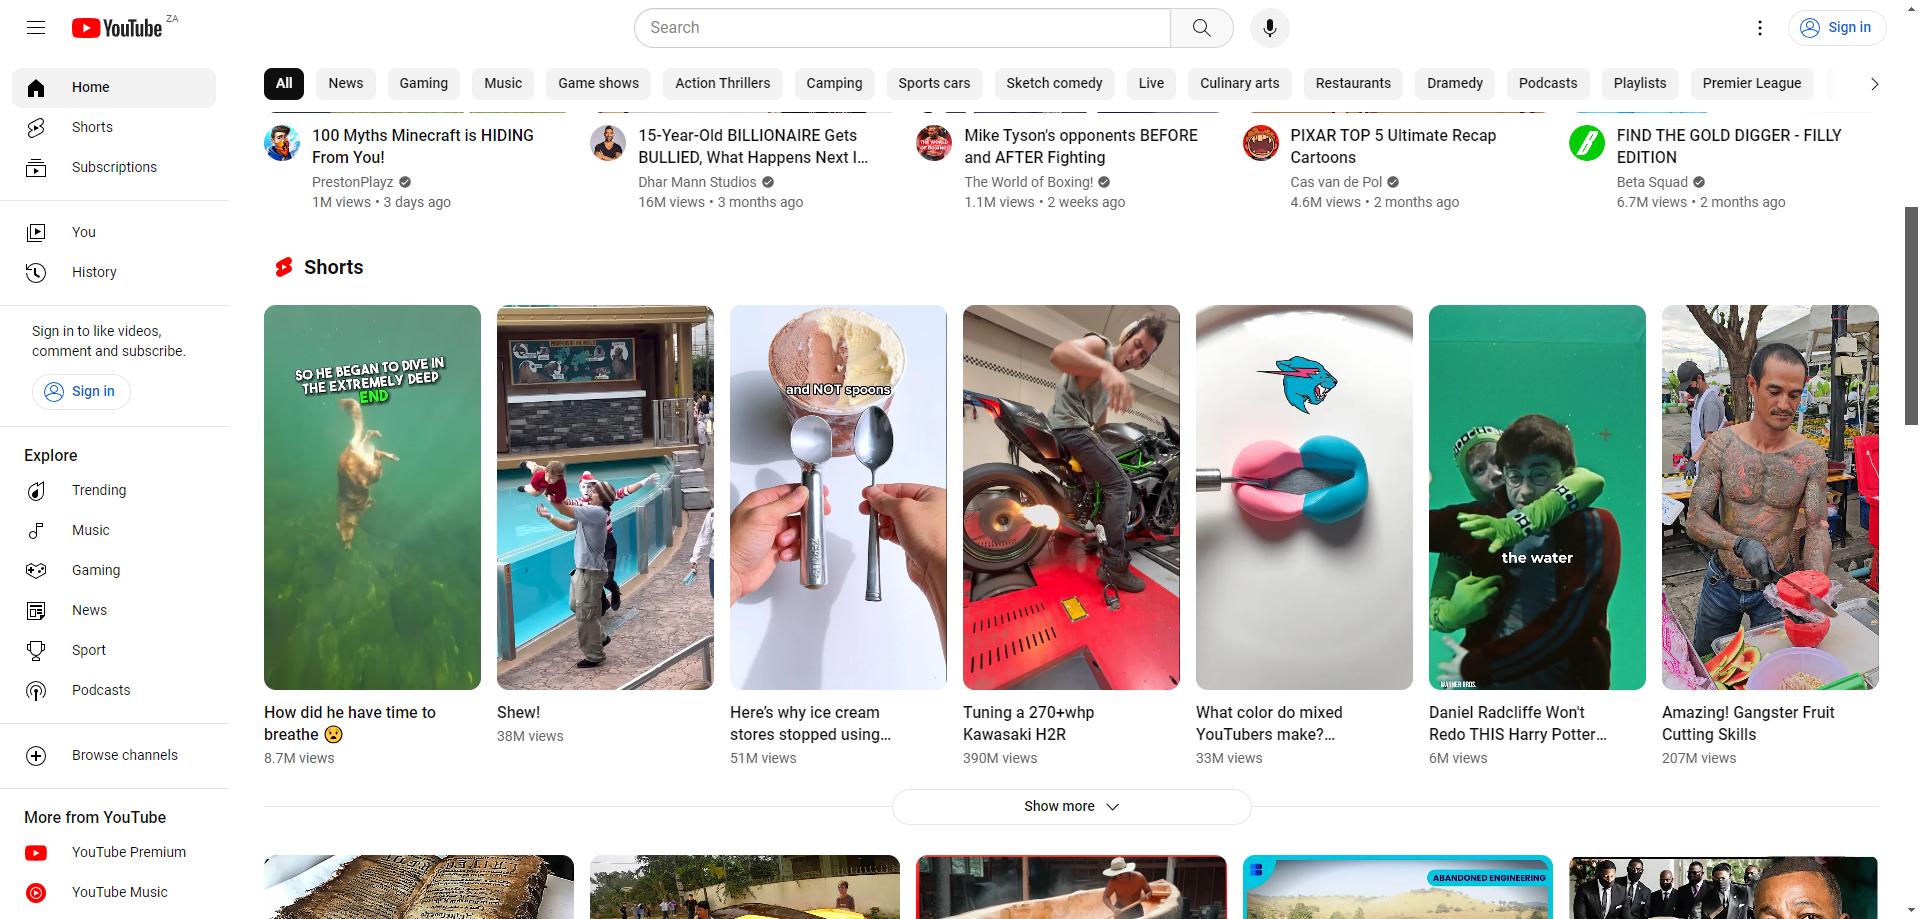 YouTube ZA
Search
Sign in
Home
Shorts
Subscriptions
You
History
Sign in to like videos,
comment and subscribe.
Sign in
Explore
Trending
Music
Gaming
News
Sport
Podcasts
Browse channels
More from YouTube
YouTube Premium
YouTube Music
All News Gaming Music Game shows Action Thrillers Camping Sports cars Sketch comedy Live Culinary arts Restaurants Dramedy Podcasts Playlists Premier League
100 Myths Minecraft is HIDING
From You!
PrestonPlayz
1M views • 3 days ago
15-Year-Old BILLIONAIRE Gets
BULLIED, What Happens Next I...
Dhar Mann Studios
16M views • 3 months ago
Mike Tyson's opponents BEFORE
and AFTER Fighting
The World of Boxing!
1.1M views • 2 weeks ago
PIXAR TOP 5 Ultimate Recap
Cartoons
Cas van de Pol
4.6M views • 2 months ago
FIND THE GOLD DIGGER - FILLY
EDITION
Beta Squad
6.7M views • 2 months ago
Shorts
SO HE BEGAN TO DIVE IN
THE EXTREMELY DEEP
END
How did he have time to
breathe 😧
8.7M views
Shew!
38M views
and NOT spoons
Here’s why ice cream
stores stopped using...
51M views
Tuning a 270+whp
Kawasaki H2R
390M views
What color do mixed
YouTubers make?...
33M views
the water
WARNER BROS.
Daniel Radcliffe Won't
Redo THIS Harry Potter...
6M views
Amazing! Gangster Fruit
Cutting Skills
207M views
Show more
ABANDONED ENGINEERING